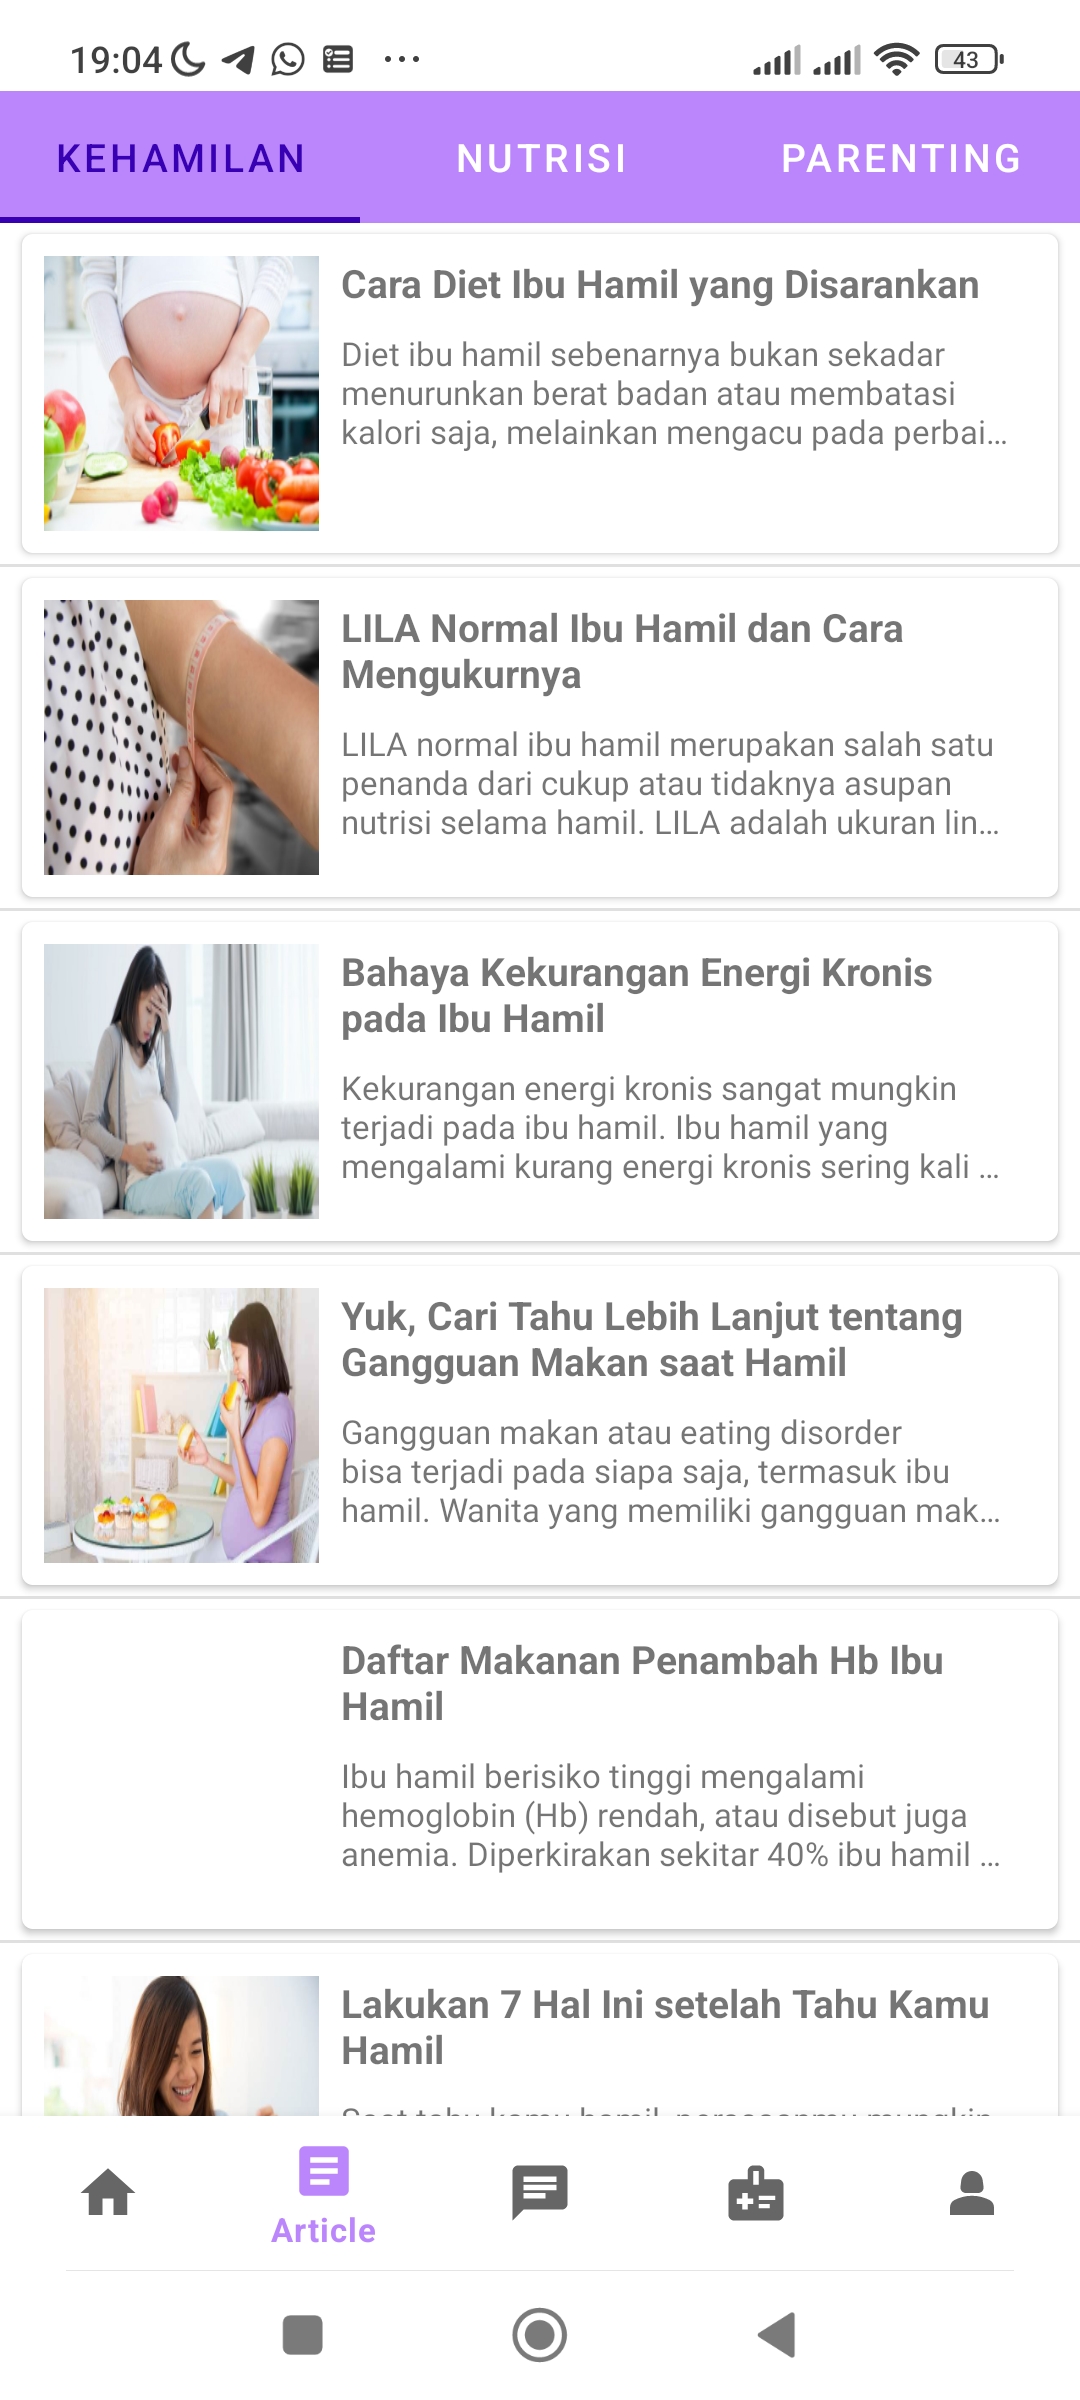 19:04
43
KEHAMILAN
NUTRISI
PARENTING
Cara Diet Ibu Hamil yang Disarankan
Diet ibu hamil sebenarnya bukan sekadar
menurunkan berat badan atau membatasi
kalori saja, melainkan mengacu pada perbai...
LILA Normal Ibu Hamil dan Cara
Mengukurnya
LILA normal ibu hamil merupakan salah satu
penanda dari cukup atau tidaknya asupan
nutrisi selama hamil. LILA adalah ukuran lin...
Bahaya Kekurangan Energi Kronis
pada Ibu Hamil
Kekurangan energi kronis sangat mungkin
terjadi pada ibu hamil. Ibu hamil yang
mengalami kurang energi kronis sering kali ...
Yuk, Cari Tahu Lebih Lanjut tentang
Gangguan Makan saat Hamil
Gangguan makan atau eating disorder
bisa terjadi pada siapa saja, termasuk ibu
hamil. Wanita yang memiliki gangguan mak...
Daftar Makanan Penambah Hb Ibu
Hamil
Ibu hamil berisiko tinggi mengalami
hemoglobin (Hb) rendah, atau disebut juga
anemia. Diperkirakan sekitar 40% ibu hamil ...
Lakukan 7 Hal Ini setelah Tahu Kamu
Hamil
Saat tahu kamu hamil, perasaanmu mungkin
Article